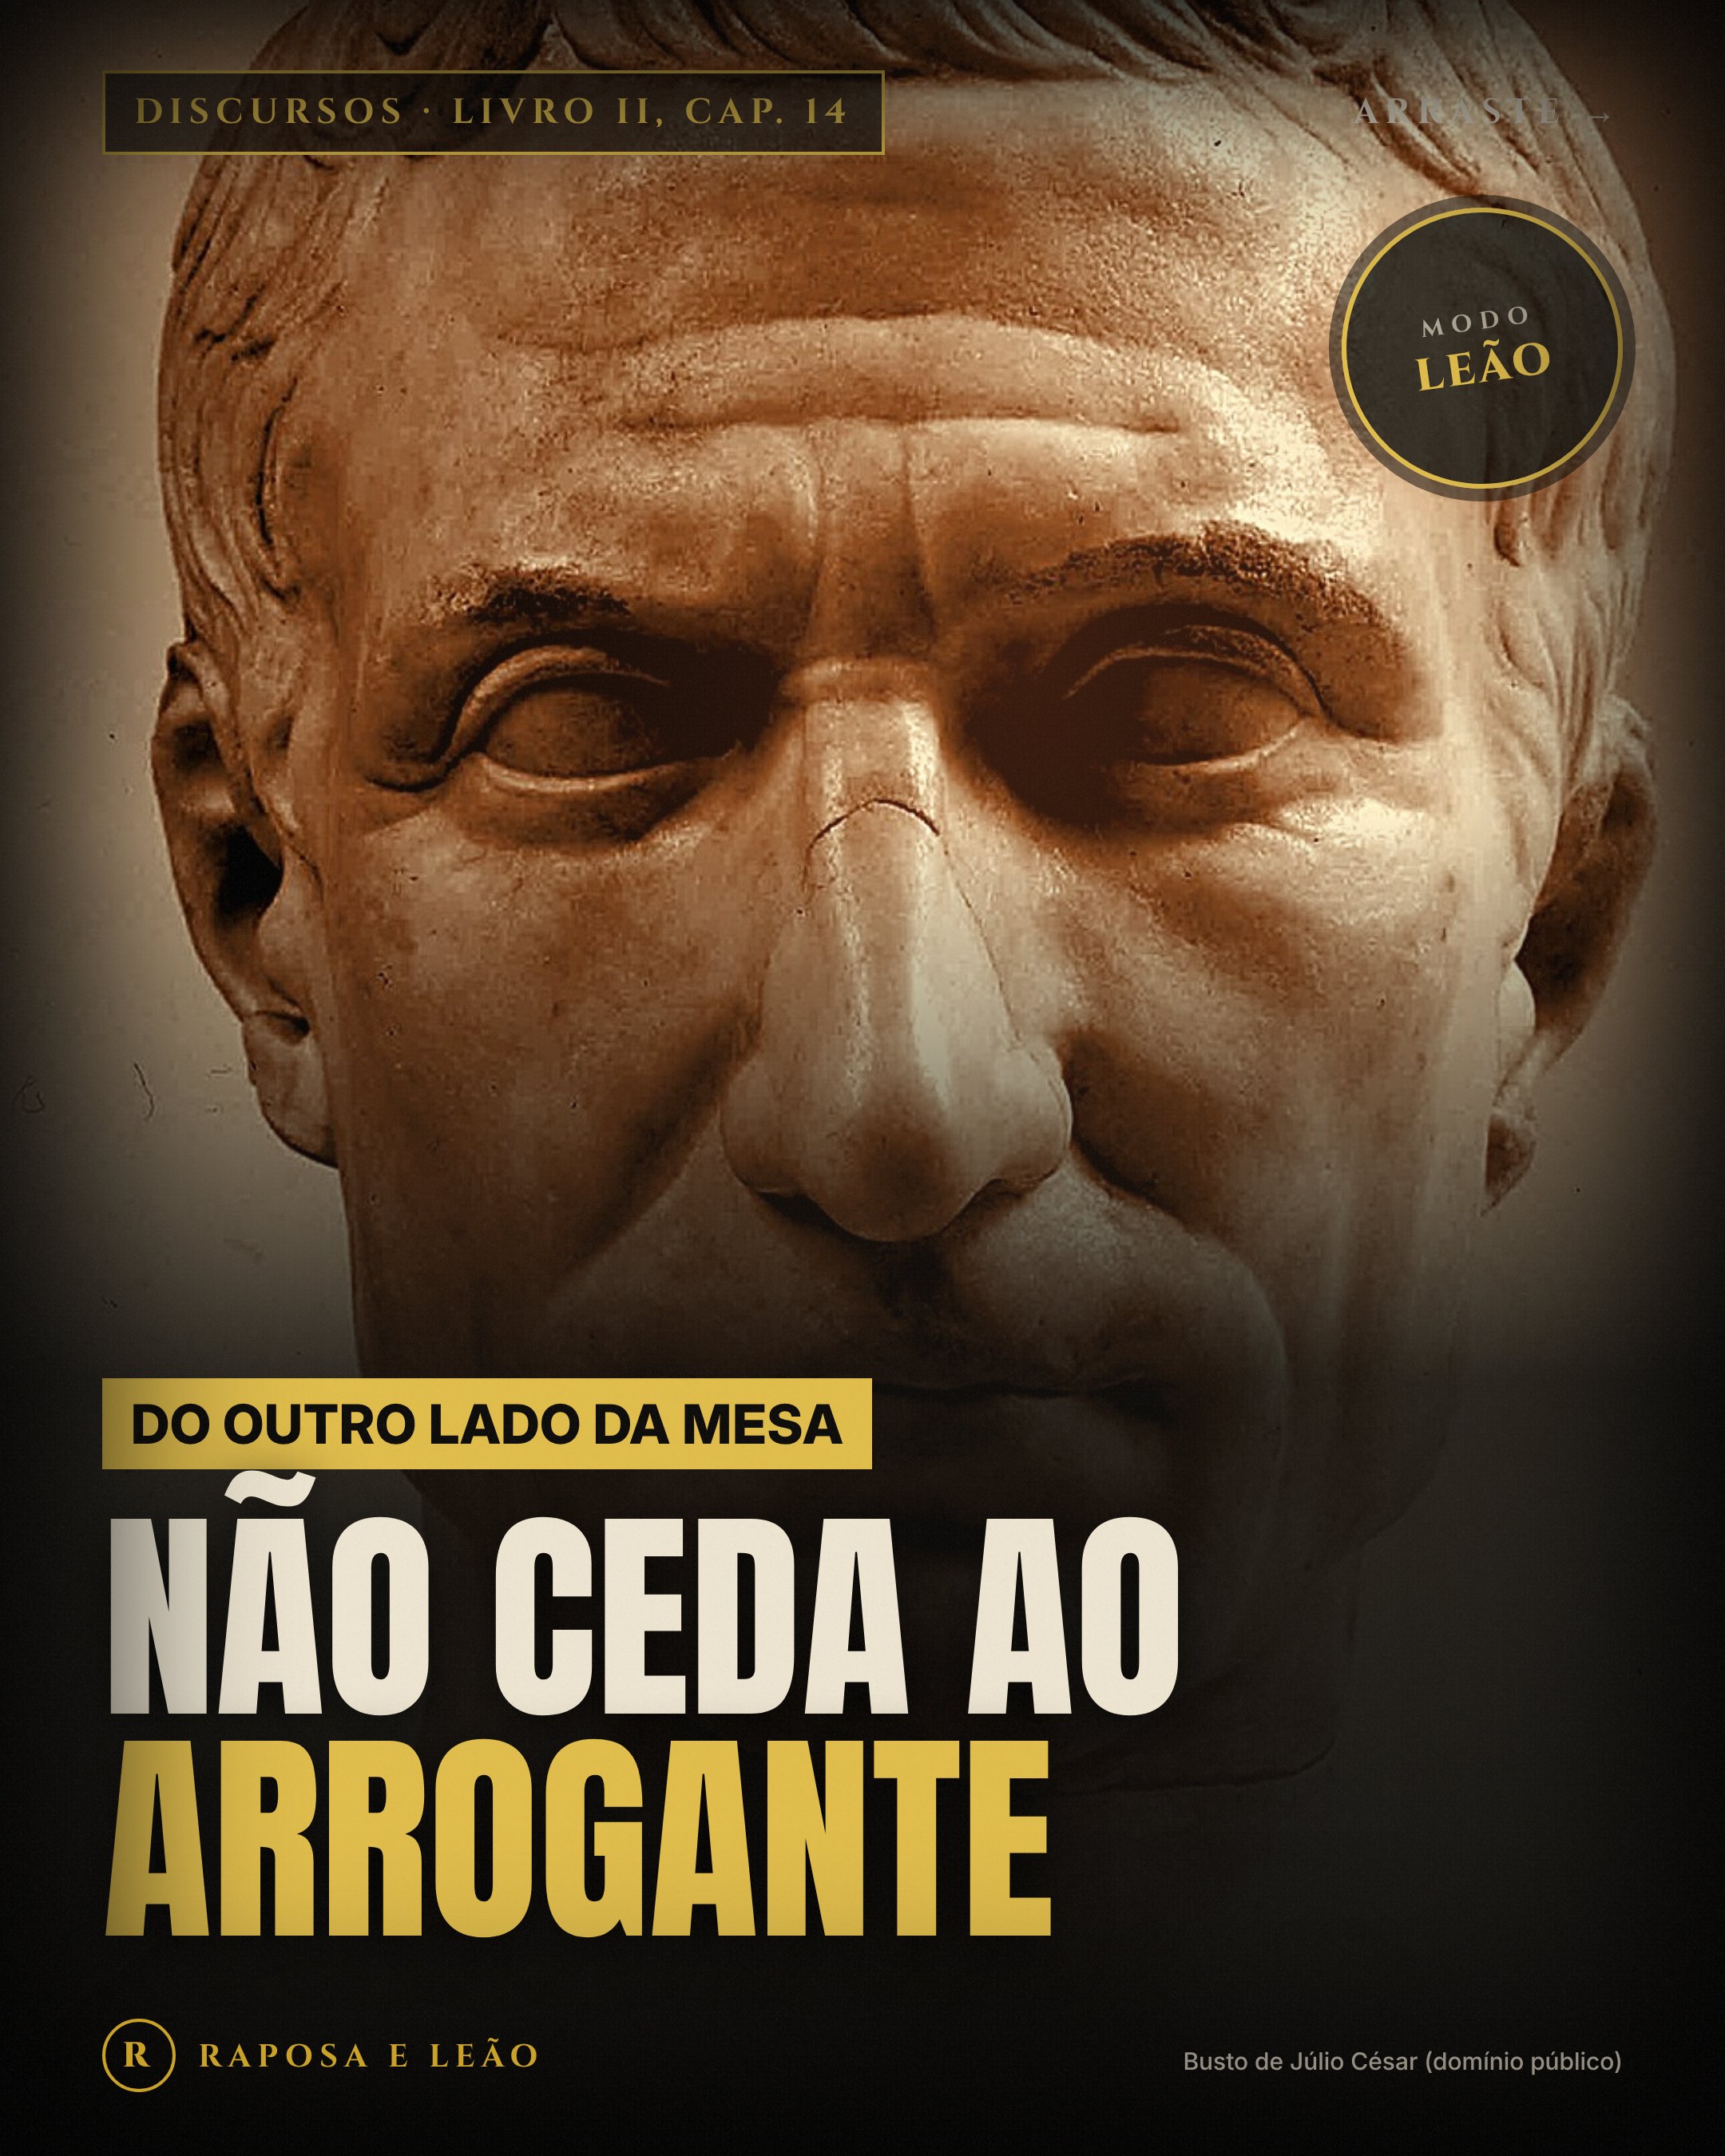 DISCURSOS · LIVRO II, CAP. 14
ARRASTE →
MODO
LEÃO
DO OUTRO LADO DA MESA
NÃO CEDA AO
ARROGANTE
R RAPOSA E LEÃO
Busto de Júlio César (domínio público)